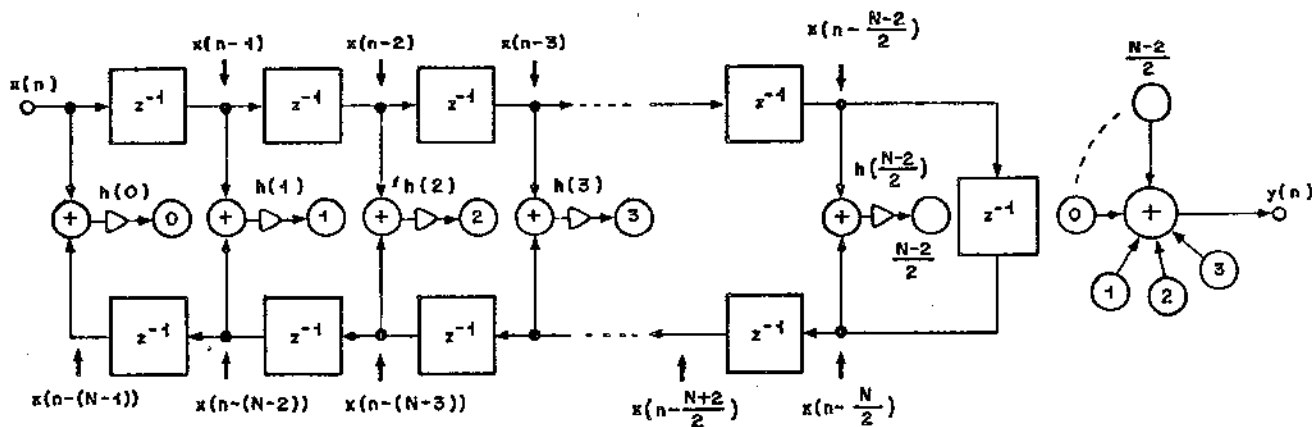 x(n-1) x(n-2) x(n-3) x(n-N-2/2) N-2/2
x(n) z⁻¹ z⁻¹ z⁻¹ z⁻¹
h(0) h(1) h(2) h(3) h(N-2/2)
+ 0 + 1 + 2 + 3 + z⁻¹ 0 + y(n)
N-2/2 1 2 3
z⁻¹ z⁻¹ z⁻¹ z⁻¹
x(n-(N-1)) x(n-(N-2)) x(n-(N-3)) x(n-N+2/2) x(n-N/2)